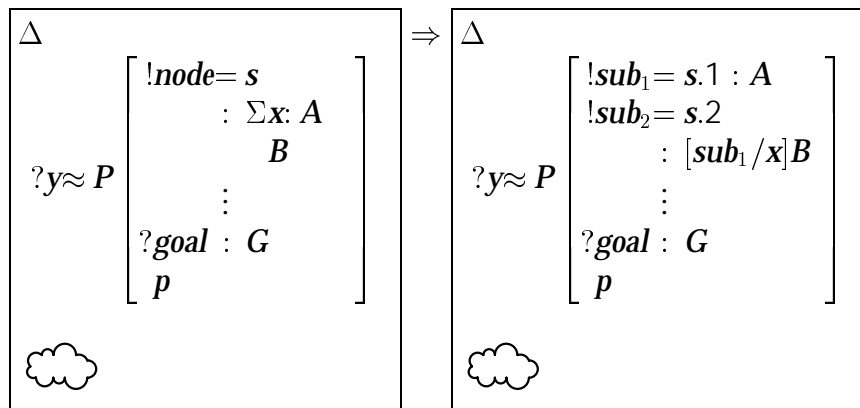 Δ ⇒ Δ
!node= s
: Σx: A
B
?y≈ P
⋮
?goal : G
p
!sub₁= s.1 : A
!sub₂= s.2
: [sub₁/x]B
?y≈ P
⋮
?goal : G
p